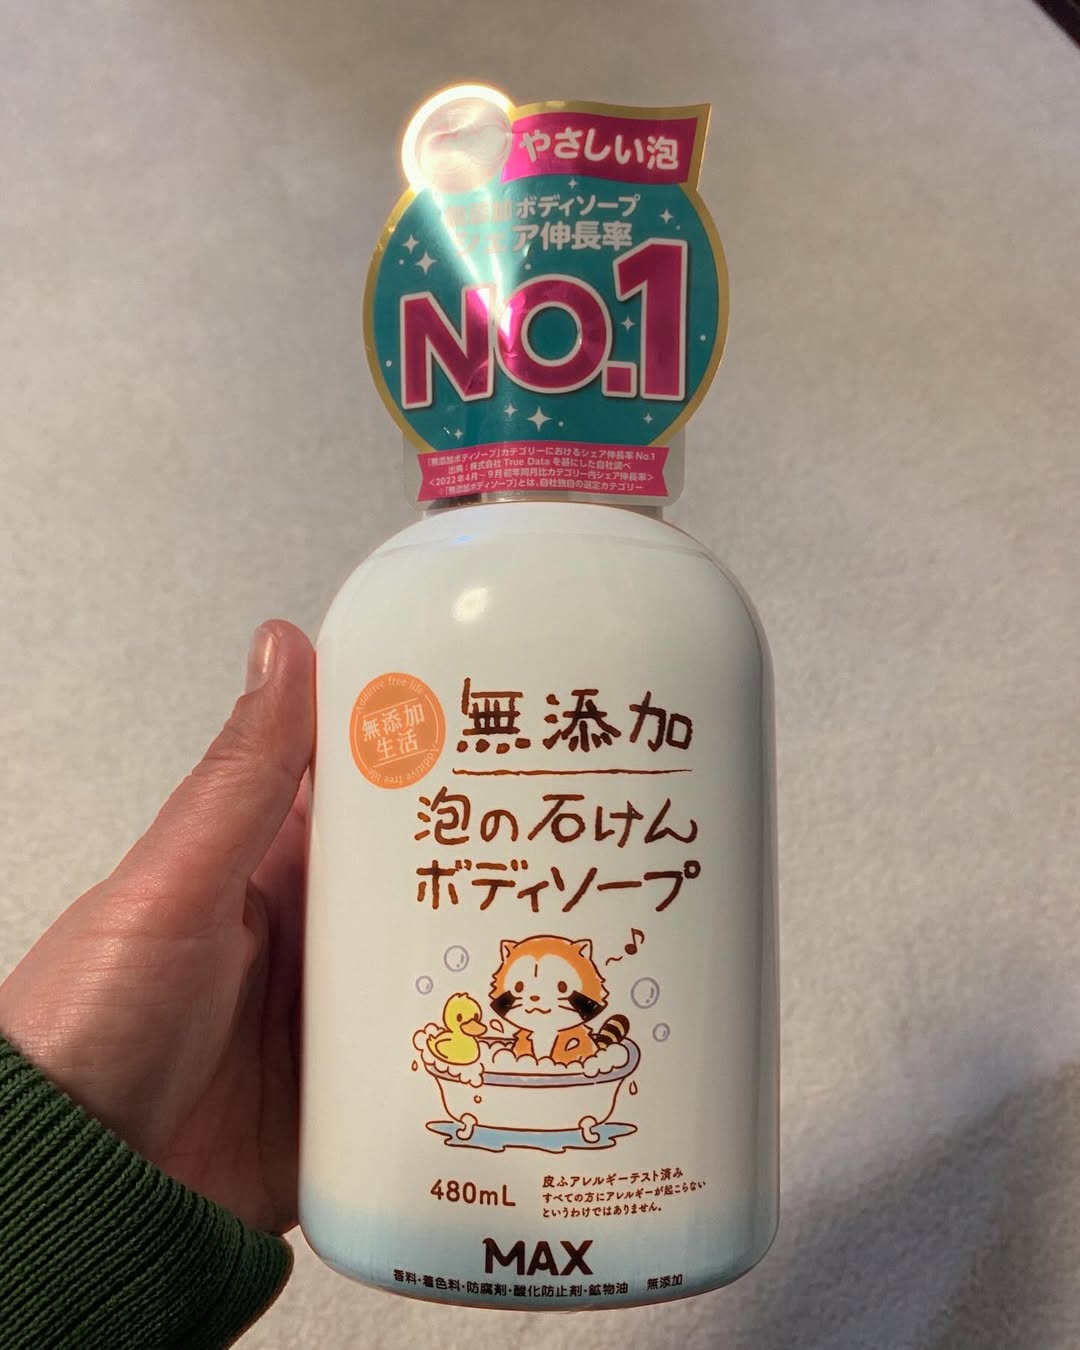 やさしい泡
無添加ボディソープ
シェア伸長率
NO.1
「無添加ボディソープ」カテゴリーにおけるシェア伸長率 No.1
出典：株式会社 True Data を基にした自社調べ
<2022年4月〜9月前年同月比カテゴリー内シェア伸長率>
※「無添加ボディソープ」とは、自社独自の選定カテゴリー
Additive free life
無添加
生活
Additive free life
無添加
泡の石けん
ボディソープ
480mL
皮ふアレルギーテスト済み
すべての方にアレルギーが起こらない
というわけではありません。
MAX
香料・着色料・防腐剤・酸化防止剤・鉱物油 無添加